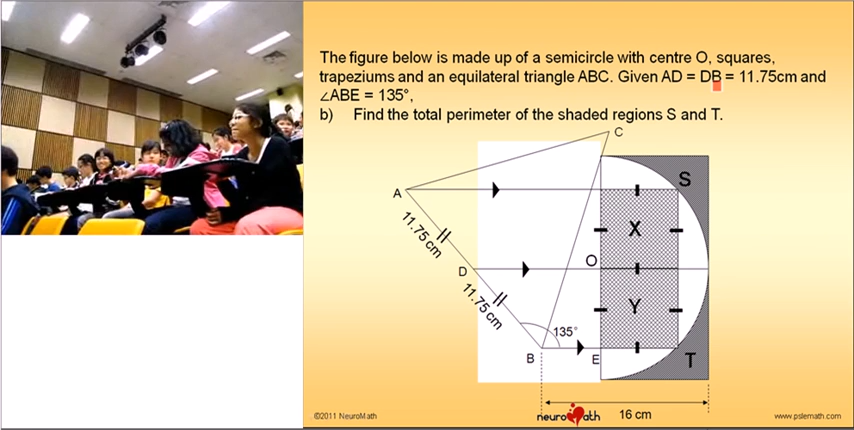 The figure below is made up of a semicircle with centre O, squares,
trapeziums and an equilateral triangle ABC. Given AD = DB = 11.75cm and
∠ABE = 135°,
b) Find the total perimeter of the shaded regions S and T.
C
S
A
X
11.75 cm
O
D
11.75 cm
Y
135°
B
E
T
16 cm
©2011 NeuroMath
neuro ath
www.pslemath.com